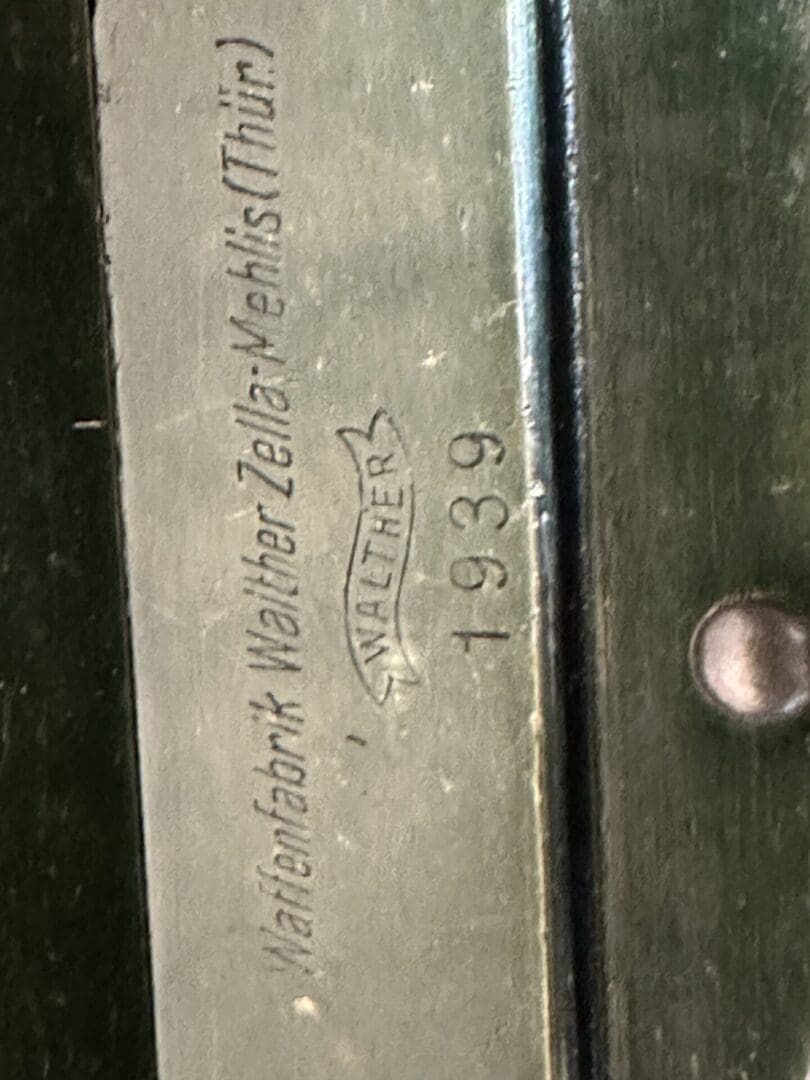 Waffenfabrik Walther Zella-Mehlis (Thür.)
WALTHER
1939